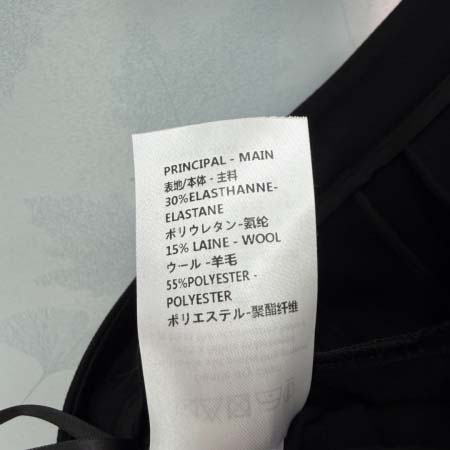 PRINCIPAL - MAIN
表地/本体 - 主料
30%ELASTHANNE-
ELASTANE
ポリウレタン-氨纶
15% LAINE - WOOL
ウール -羊毛
55%POLYESTER -
POLYESTER
ポリエステル-聚酯纤维